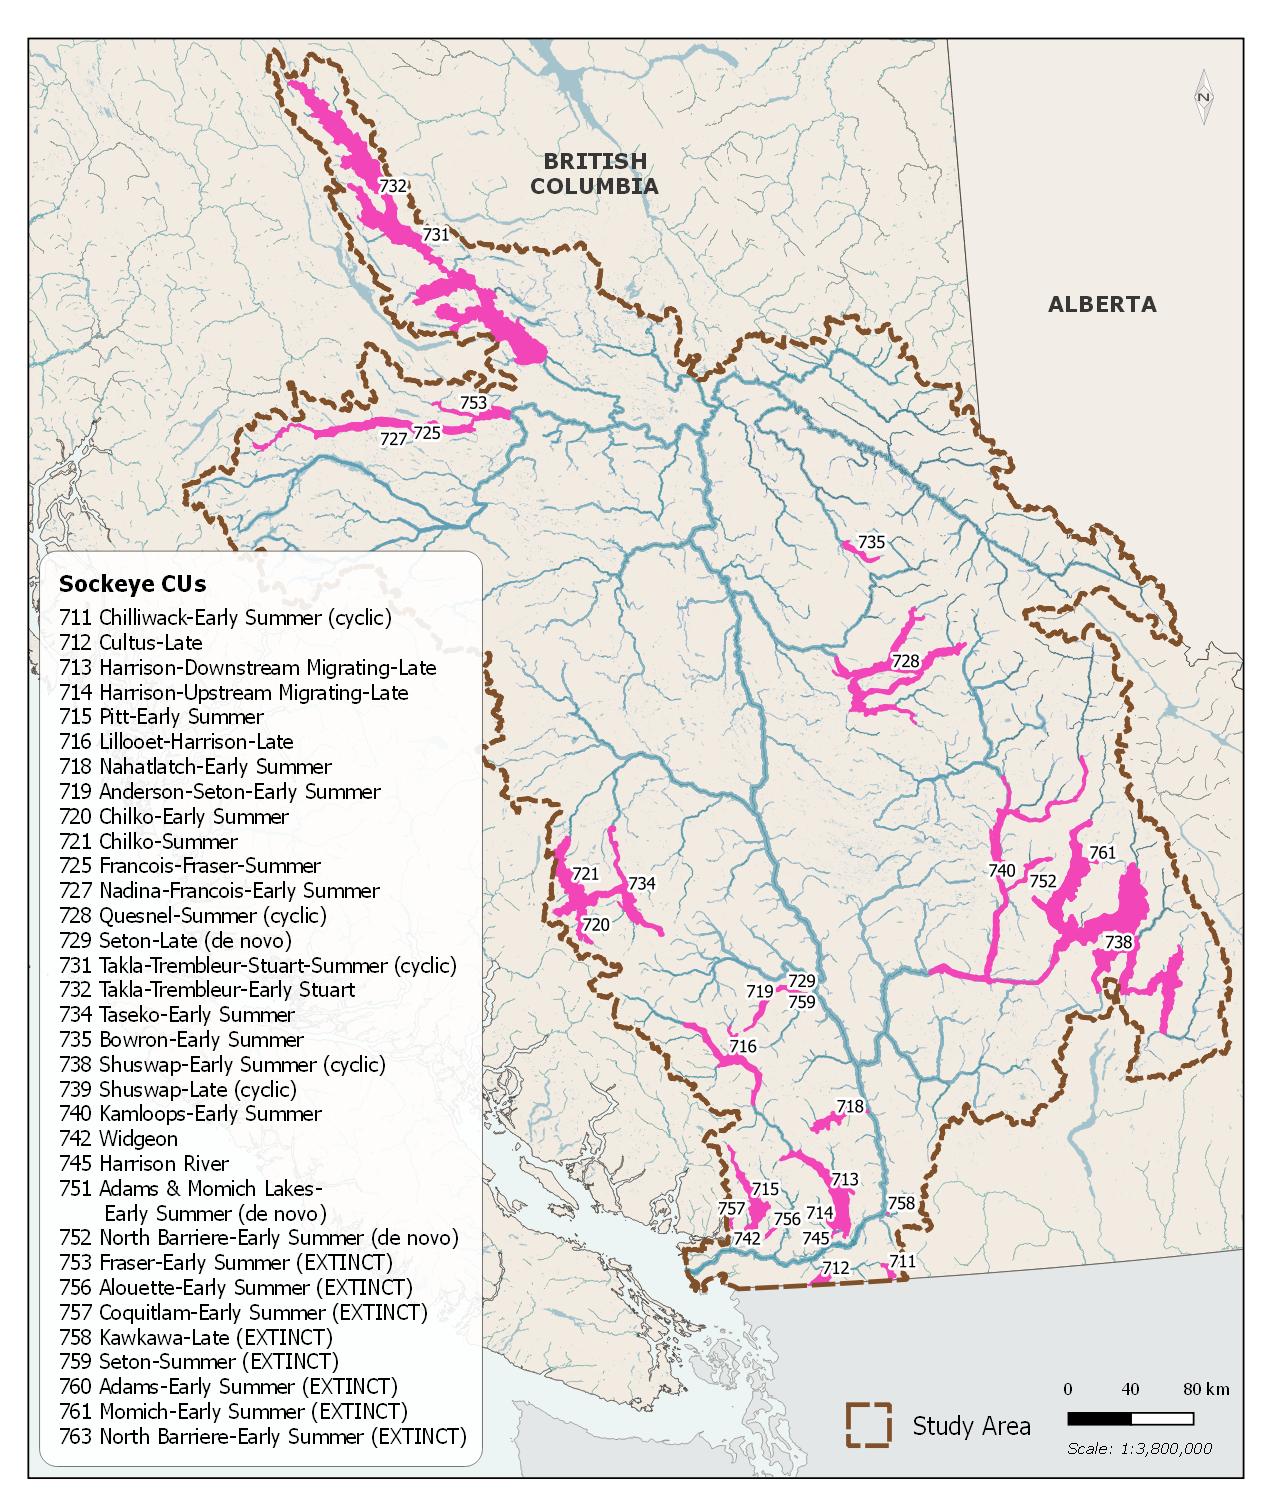 N
BRITISH
COLUMBIA
ALBERTA
732
731
753
727
725
735
728
721
734
720
740
752
761
738
729
719
759
716
718
713
715
757
756
714
758
742
745
712
711
Sockeye CUs
711 Chilliwack-Early Summer (cyclic)
712 Cultus-Late
713 Harrison-Downstream Migrating-Late
714 Harrison-Upstream Migrating-Late
715 Pitt-Early Summer
716 Lillooet-Harrison-Late
718 Nahatlatch-Early Summer
719 Anderson-Seton-Early Summer
720 Chilko-Early Summer
721 Chilko-Summer
725 Francois-Fraser-Summer
727 Nadina-Francois-Early Summer
728 Quesnel-Summer (cyclic)
729 Seton-Late (de novo)
731 Takla-Trembleur-Stuart-Summer (cyclic)
732 Takla-Trembleur-Early Stuart
734 Taseko-Early Summer
735 Bowron-Early Summer
738 Shuswap-Early Summer (cyclic)
739 Shuswap-Late (cyclic)
740 Kamloops-Early Summer
742 Widgeon
745 Harrison River
751 Adams & Momich Lakes-
Early Summer (de novo)
752 North Barriere-Early Summer (de novo)
753 Fraser-Early Summer (EXTINCT)
756 Alouette-Early Summer (EXTINCT)
757 Coquitlam-Early Summer (EXTINCT)
758 Kawkawa-Late (EXTINCT)
759 Seton-Summer (EXTINCT)
760 Adams-Early Summer (EXTINCT)
761 Momich-Early Summer (EXTINCT)
763 North Barriere-Early Summer (EXTINCT)
Study Area
0 40 80 km
Scale: 1:3,800,000